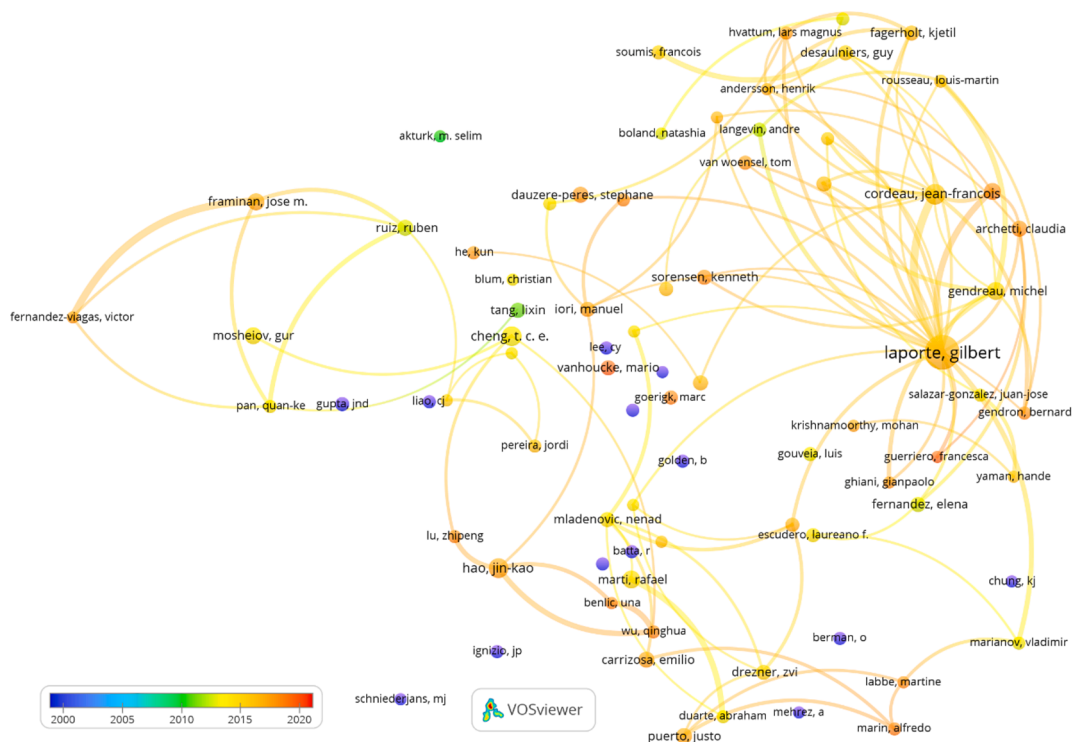 hvattum, lars magnus
fagerholt, kjetil
soumis, francois
desaulniers, guy
rousseau, louis-martin
andersson, henrik
akturk, m. selim
boland, natashia
langevin, andre
van woensel, tom
framinan, jose m.
dauzere-peres, stephane
cordeau, jean-francois
ruiz, ruben
archetti, claudia
he, kun
blum, christian
sorensen, kenneth
gendreau, michel
fernandez-viagas, victor
tang, lixin
iori, manuel
mosheiov, gur
cheng, t. c. e.
lee, cy
laporte, gilbert
vanhoucke, mario
pan, quan-ke
gupta, jnd
liao, cj
goerigk, marc
salazar-gonzalez, juan-jose
gendron, bernard
krishnamoorthy, mohan
pereira, jordi
golden, b
gouveia, luis
guerriero, francesca
ghiani, gianpaolo
yaman, hande
fernandez, elena
mladenovic, nenad
lu, zhipeng
escudero, laureano f.
batta, r
hao, jin-kao
marti, rafael
chung, kj
benlic, una
wu, qinghua
berman, o
marianov, vladimir
ignizio, jp
carrizosa, emilio
drezner, zvi
labbe, martine
schniederjans, mj
duarte, abraham
mehrez, a
marin, alfredo
puerto, justo
2000 2005 2010 2015 2020
VOSviewer